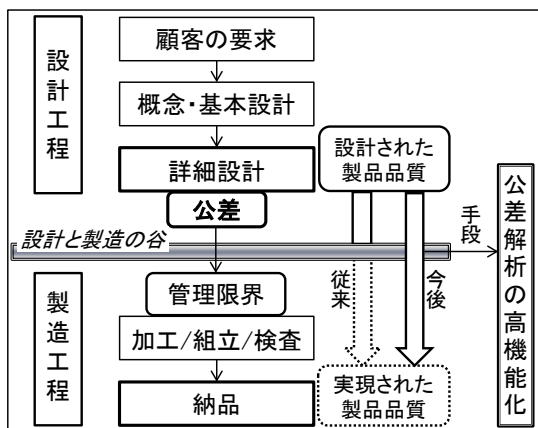 設計工程
顧客の要求
概念・基本設計
詳細設計
公差
設計された
製品品質
設計と製造の谷
手段
公差解析の高機能化
従来
今後
製造工程
管理限界
加工/組立/検査
納品
実現された
製品品質